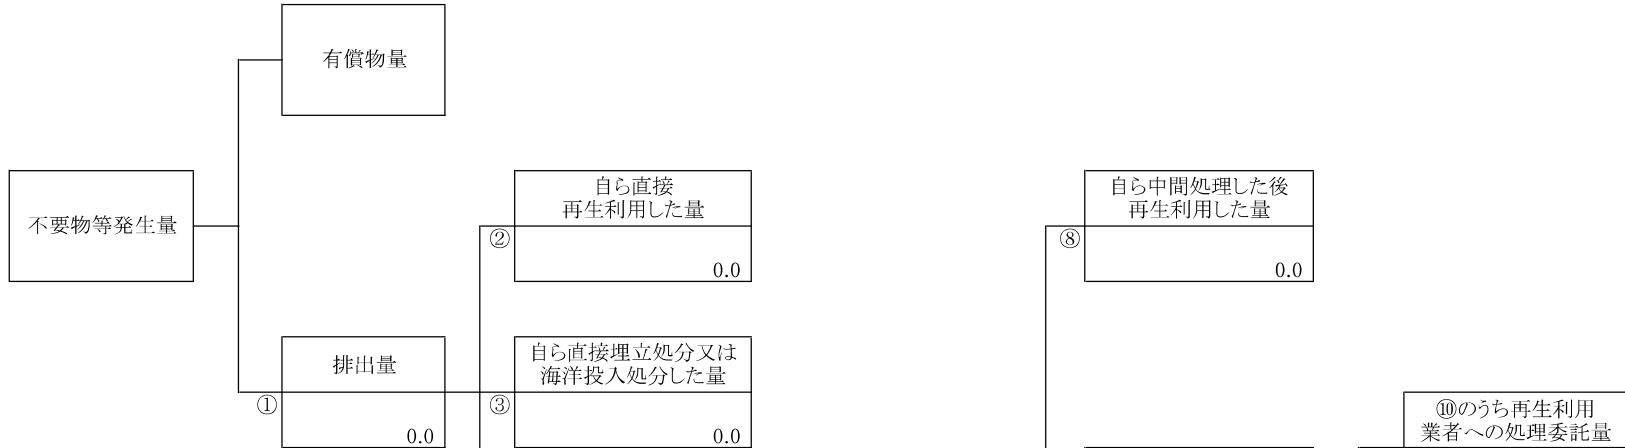 有償物量
不要物等発生量
自ら直接
再生利用した量
②
0.0
自ら中間処理した後
再生利用した量
⑧
0.0
排出量
①
0.0
自ら直接埋立処分又は
海洋投入処分した量
③
0.0
⑩のうち再生利用
業者への処理委託量